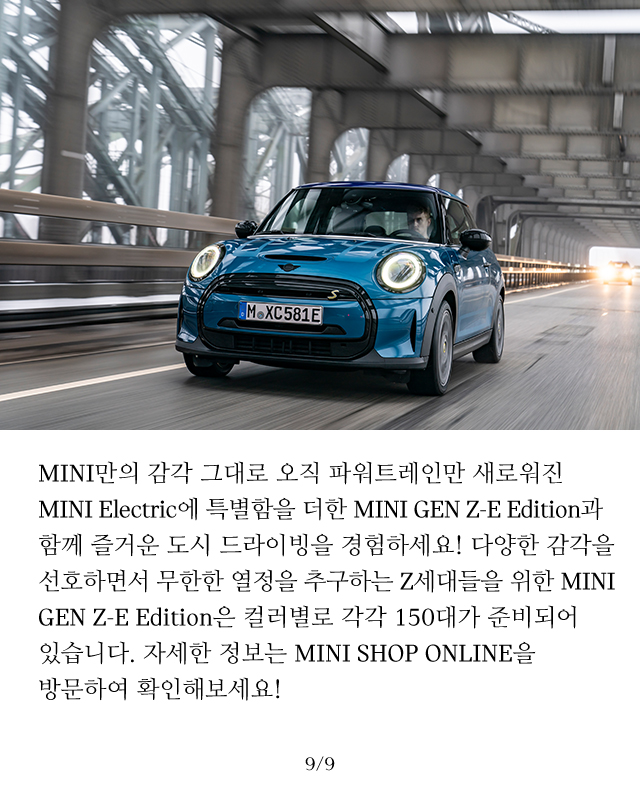 M XC581E
MINI만의 감각 그대로 오직 파워트레인만 새로워진
MINI Electric에 특별함을 더한 MINI GEN Z-E Edition과
함께 즐거운 도시 드라이빙을 경험하세요! 다양한 감각을
선호하면서 무한한 열정을 추구하는 Z세대들을 위한 MINI
GEN Z-E Edition은 컬러별로 각각 150대가 준비되어
있습니다. 자세한 정보는 MINI SHOP ONLINE을
방문하여 확인해보세요!
9/9